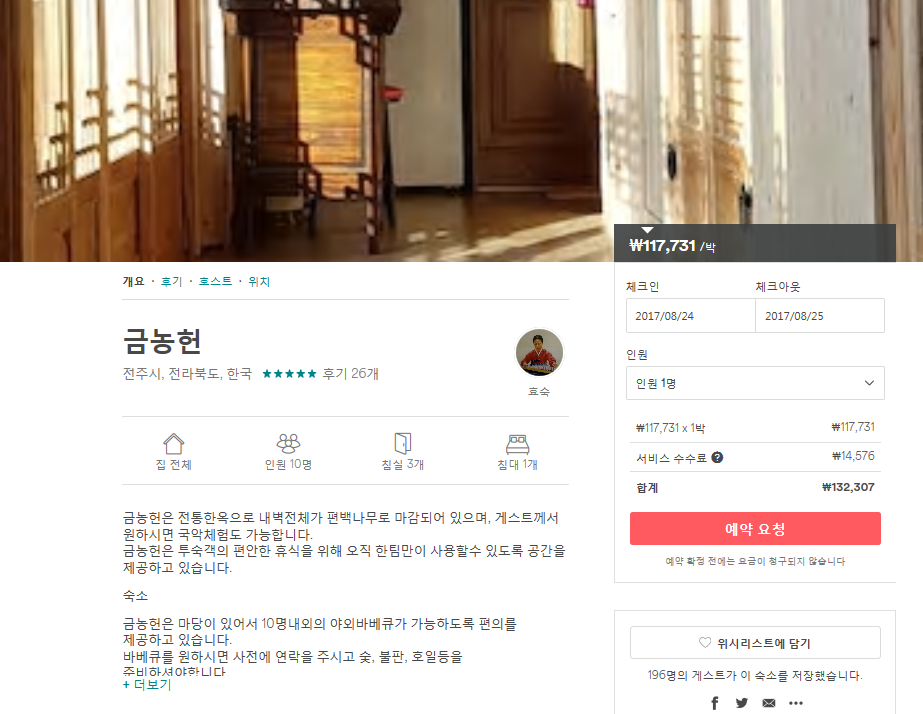 ₩117,731 /박
개요 · 후기 · 호스트 · 위치
금농헌
전주시, 전라북도, 한국 ★★★★★ 후기 26개
효숙
집 전체
인원 10명
침실 3개
침대 1개
금농헌은 전통한옥으로 내벽전체가 편백나무로 마감되어 있으며, 게스트께서
원하시면 국악체험도 가능합니다.
금농헌은 투숙객의 편안한 휴식을 위해 오직 한팀만이 사용할수 있도록 공간을
제공하고 있습니다.
숙소
금농헌은 마당이 있어서 10명내외의 야외바베큐가 가능하도록 편의를
제공하고 있습니다.
바베큐를 원하시면 사전에 연락을 주시고 숯, 불판, 호일등을
준비하셔야합니다
+ 더보기
체크인
체크아웃
2017/08/24
2017/08/25
인원
인원 1명
₩117,731 x 1박
₩117,731
서비스 수수료 ?
₩14,576
합계
₩132,307
예약 요청
예약 확정 전에는 요금이 청구되지 않습니다
위시리스트에 담기
196명의 게스트가 이 숙소를 저장했습니다.